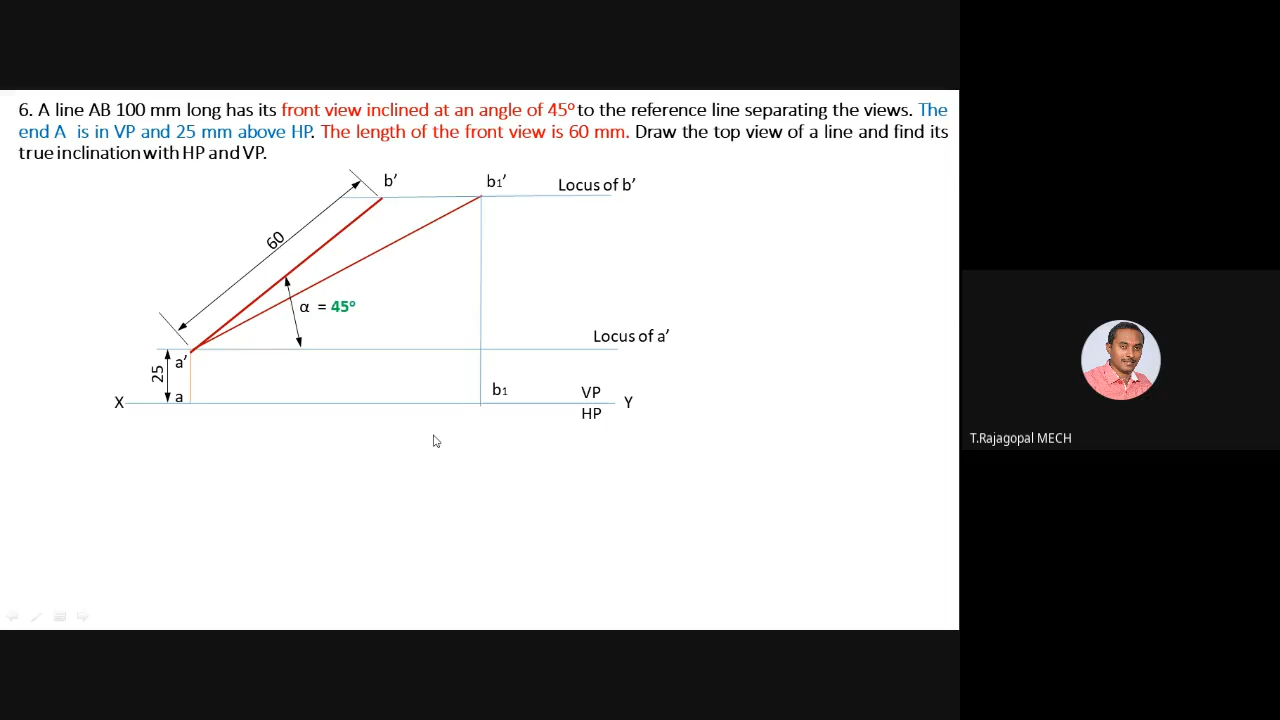 6. A line AB 100 mm long has its front view inclined at an angle of 45º to the reference line separating the views. The
end A is in VP and 25 mm above HP. The length of the front view is 60 mm. Draw the top view of a line and find its
true inclination with HP and VP.
b’
b1’
Locus of b’
60
α = 45º
Locus of a’
25
a’
a
b1
VP
X
Y
HP
T.Rajagopal MECH